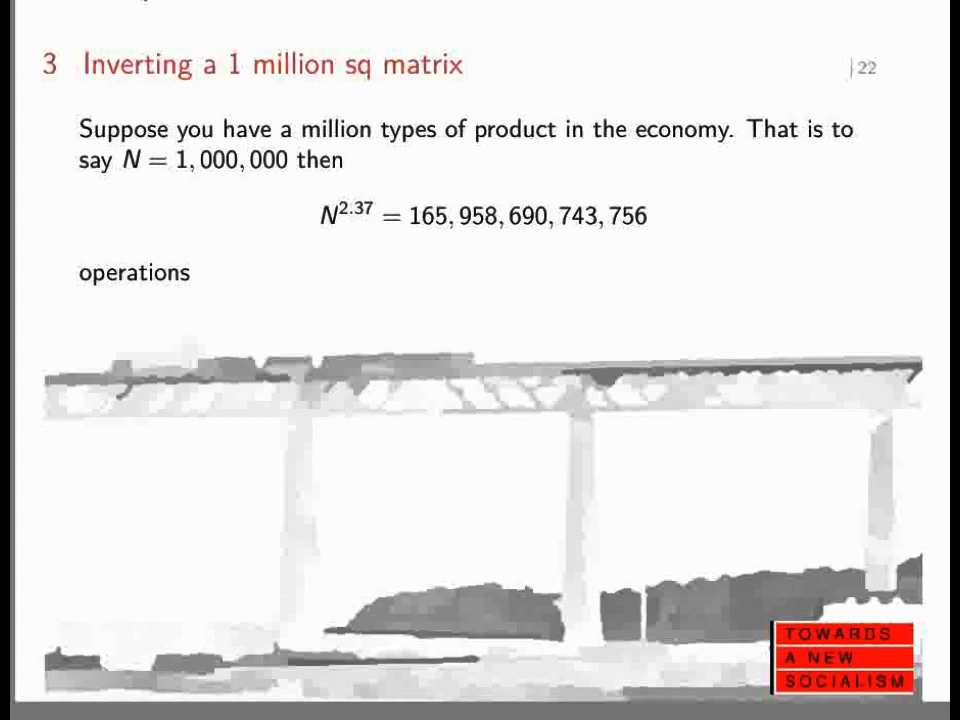 3 Inverting a 1 million sq matrix
22
Suppose you have a million types of product in the economy. That is to
say N = 1, 000, 000 then
N^2.37 = 165, 958, 690, 743, 756
operations
TOWARDS
A NEW
SOCIALISM